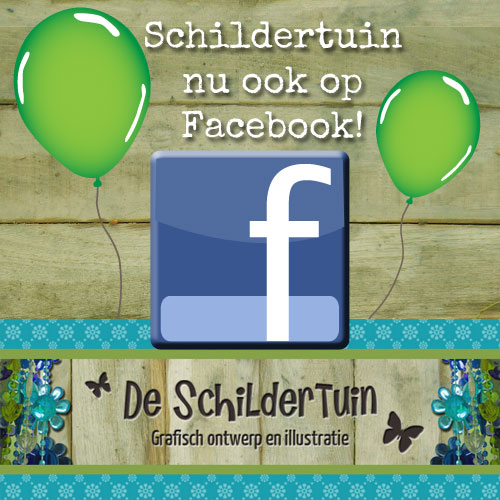 Schildertuin
nu ook op
Facebook!
f
De Schildertuin
Grafisch ontwerp en illustratie